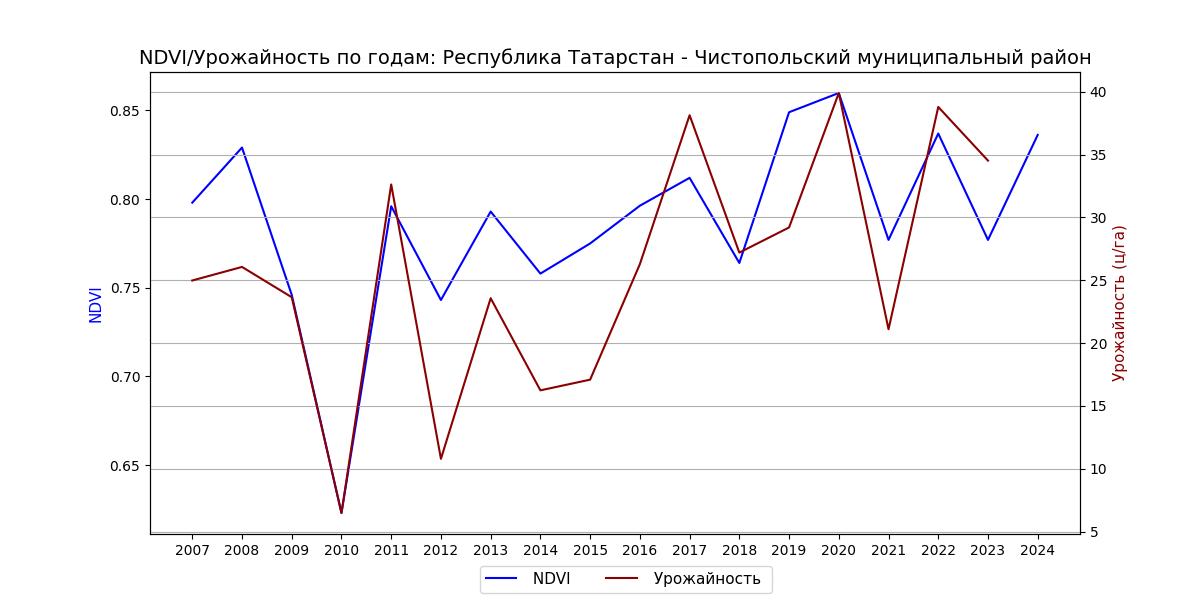 NDVI/Урожайность по годам: Республика Татарстан - Чистопольский муниципальный район
0.85
0.80
0.75
0.70
0.65
NDVI
40
35
30
25
20
15
10
5
Урожайность (ц/га)
2007 2008 2009 2010 2011 2012 2013 2014 2015 2016 2017 2018 2019 2020 2021 2022 2023 2024
NDVI Урожайность